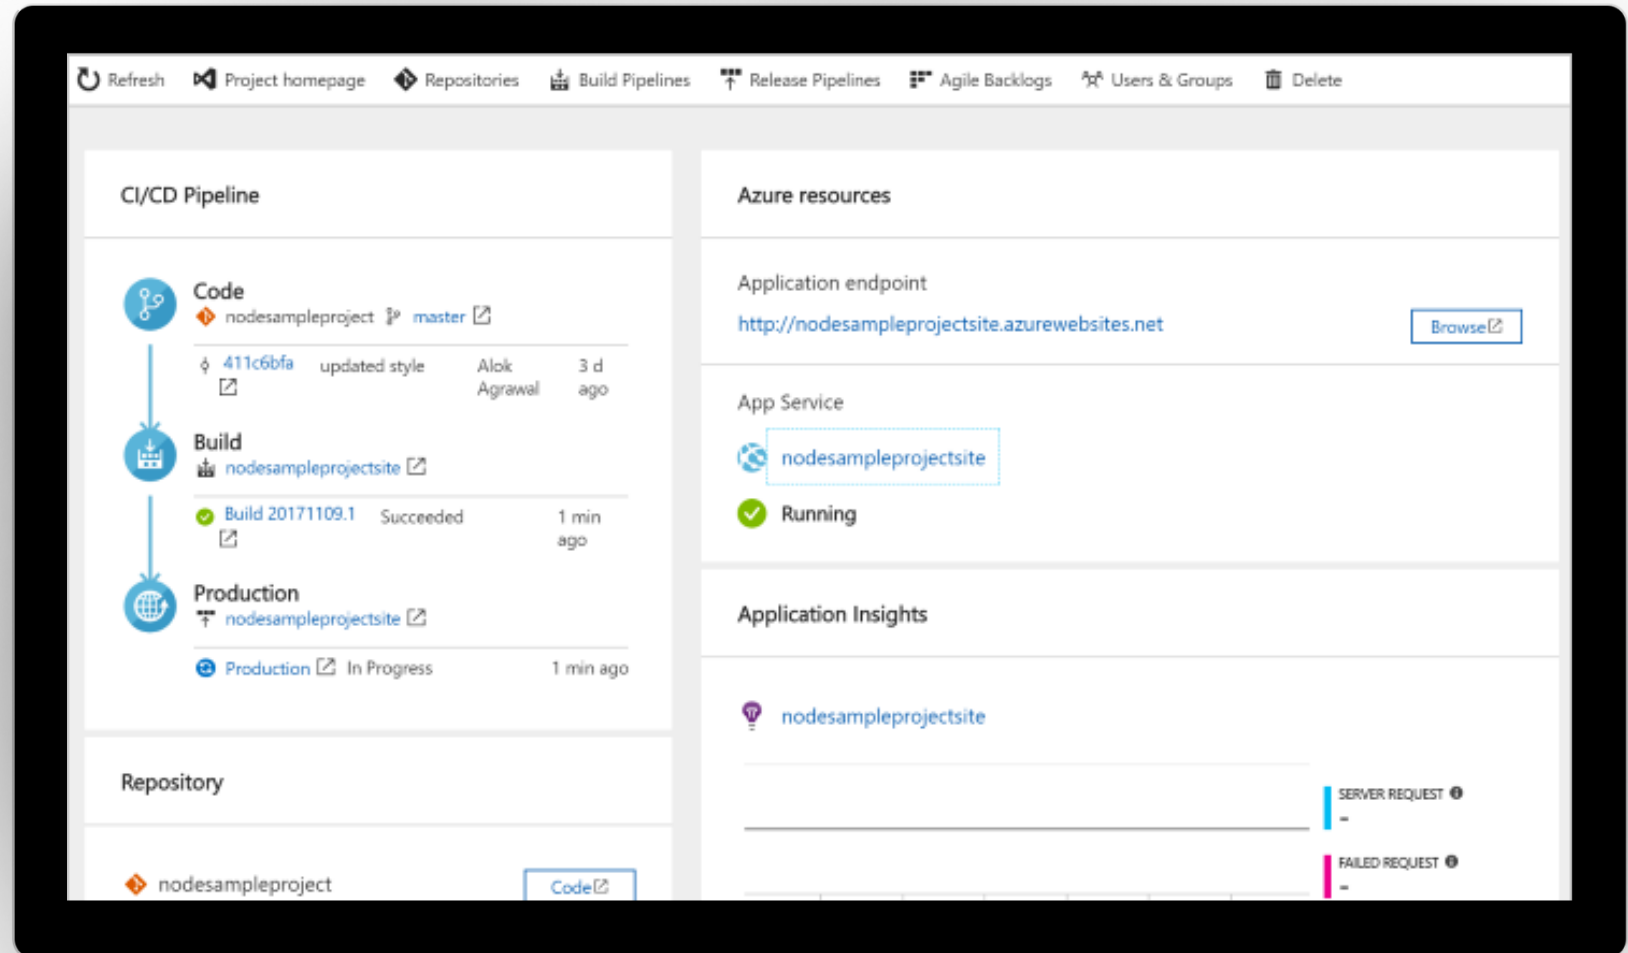 Refresh Project homepage Repositories Build Pipelines Release Pipelines Agile Backlogs Users & Groups Delete
CI/CD Pipeline
Code
nodesampleproject master
411c6bfa updated style Alok Agrawal 3 d ago
Build
nodesampleprojectsite
Build 20171109.1 Succeeded 1 min ago
Production
nodesampleprojectsite
Production In Progress 1 min ago
Repository
nodesampleproject Code
Azure resources
Application endpoint
http://nodesampleprojectsite.azurewebsites.net Browse
App Service
nodesampleprojectsite
Running
Application Insights
nodesampleprojectsite
SERVER REQUEST
-
FAILED REQUEST
-